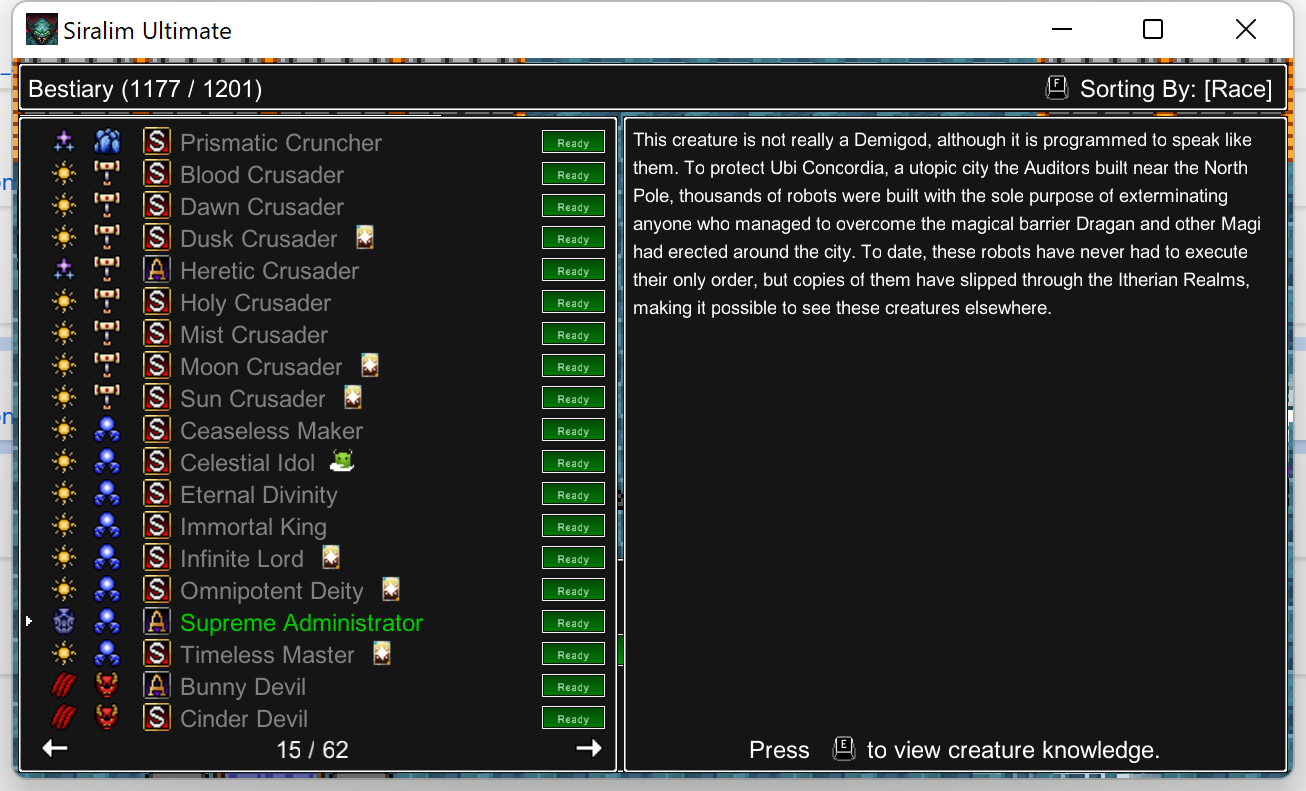 Siralim Ultimate
Bestiary (1177 / 1201)
F Sorting By: [Race]
S Prismatic Cruncher Ready
S Blood Crusader Ready
S Dawn Crusader Ready
S Dusk Crusader Ready
A Heretic Crusader Ready
S Holy Crusader Ready
S Mist Crusader Ready
S Moon Crusader Ready
S Sun Crusader Ready
S Ceaseless Maker Ready
S Celestial Idol Ready
S Eternal Divinity Ready
S Immortal King Ready
S Infinite Lord Ready
S Omnipotent Deity Ready
A Supreme Administrator Ready
S Timeless Master Ready
A Bunny Devil Ready
S Cinder Devil Ready
15 / 62
This creature is not really a Demigod, although it is programmed to speak like
them. To protect Ubi Concordia, a utopic city the Auditors built near the North
Pole, thousands of robots were built with the sole purpose of exterminating
anyone who managed to overcome the magical barrier Dragan and other Magi
had erected around the city. To date, these robots have never had to execute
their only order, but copies of them have slipped through the Itherian Realms,
making it possible to see these creatures elsewhere.
Press E to view creature knowledge.